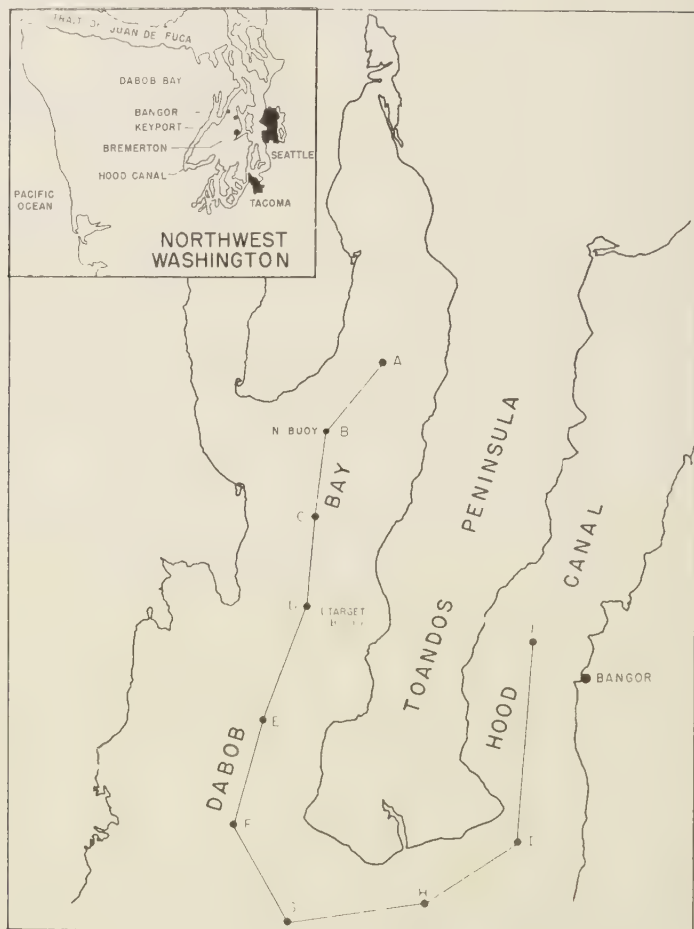 JUAN DE FUCA
DABOB BAY
BANGOR
KEYPORT
BREMERTON
SEATTLE
HOOD CANAL
TACOMA
PACIFIC
OCEAN
NORTHWEST
WASHINGTON
A
N BUOY B
C
TARGET
E
F
H
I
DABOB
BAY
TOANDOS
PENINSULA
HOOD
CANAL
BANGOR